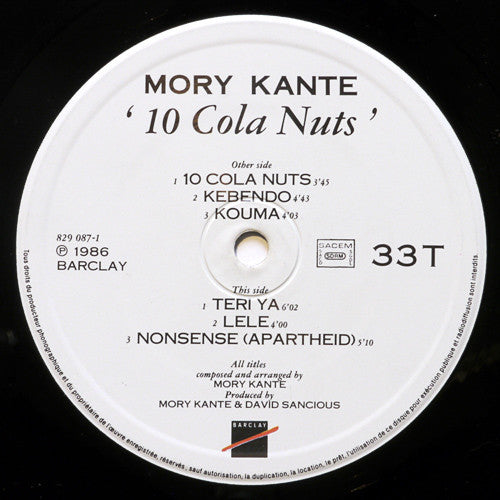 MORY KANTE
' 10 Cola Nuts '
Other side
1 10 COLA NUTS 3'45
2 KEBENDO 4'43
3 KOUMA 4'03
829 087-1
℗ 1986
BARCLAY
SACEM
SDRM
33T
This side
1 TERI YA 6'02
2 LELE 4'00
3 NONSENSE (APARTHEID) 5'10
All titles
composed and arranged by
MORY KANTE
Produced by
MORY KANTE & DAVID SANCIOUS
BARCLAY
Tous droits du producteur phonographique et du propriétaire de l'œuvre enregistrée, réservés, sauf autorisation, la duplication, la location, le prêt, l'utilisation de ce disque pour exécution publique et radiodiffusion sont interdits.